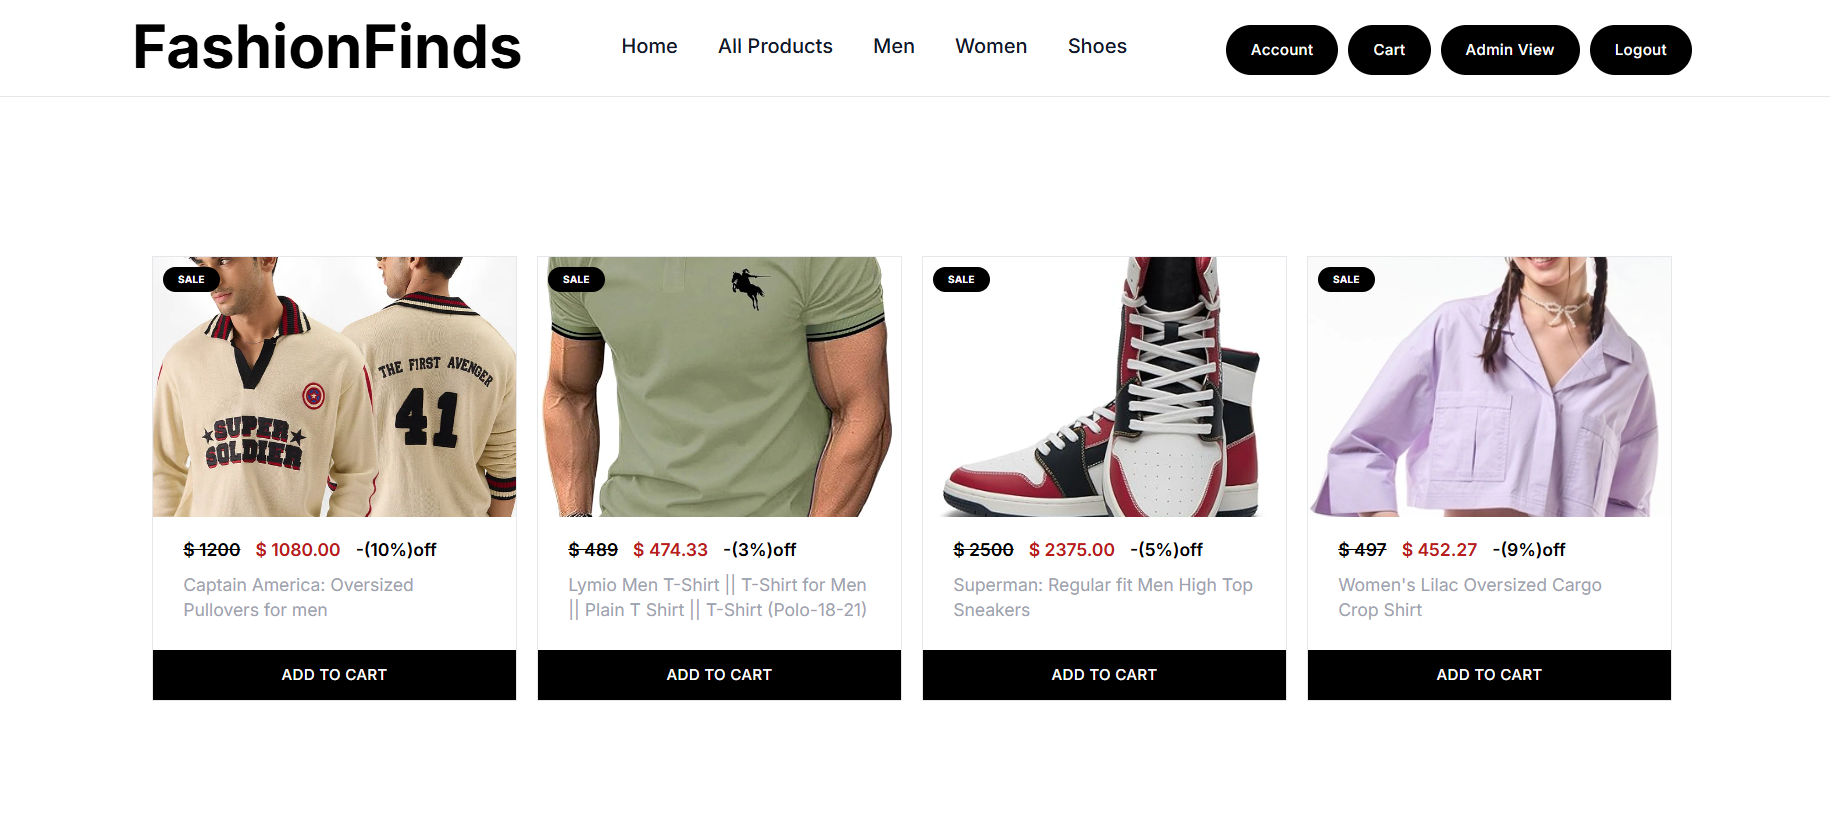 FashionFinds
Home
All Products
Men
Women
Shoes
Account
Cart
Admin View
Logout
SALE
THE FIRST AVENGER
41
SUPER
SOLDIER
$ 1200 $ 1080.00 -(10%)off
Captain America: Oversized
Pullovers for men
ADD TO CART
SALE
$ 489 $ 474.33 -(3%)off
Lymio Men T-Shirt || T-Shirt for Men
|| Plain T Shirt || T-Shirt (Polo-18-21)
ADD TO CART
SALE
$ 2500 $ 2375.00 -(5%)off
Superman: Regular fit Men High Top
Sneakers
ADD TO CART
SALE
$ 497 $ 452.27 -(9%)off
Women's Lilac Oversized Cargo
Crop Shirt
ADD TO CART